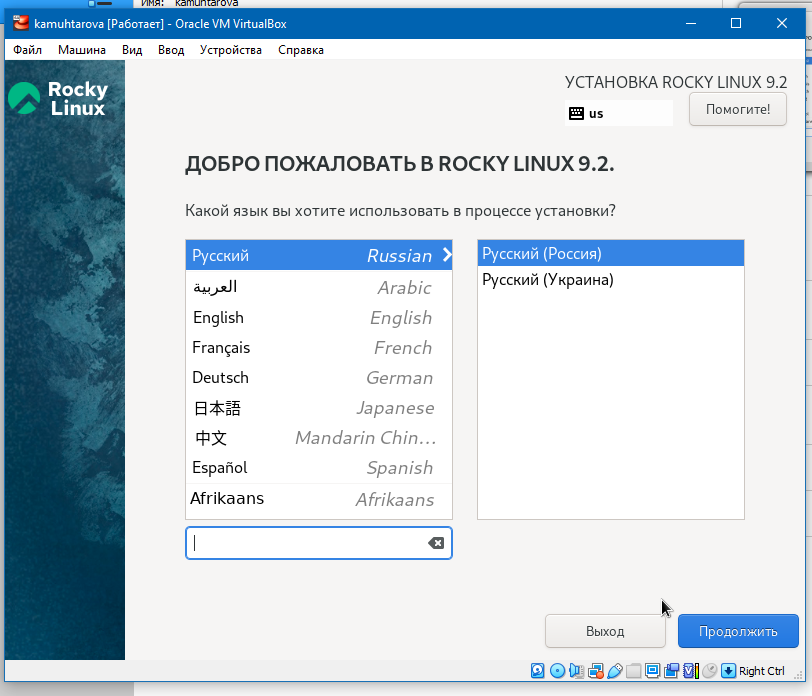 Имя: kamuhtarova
kamuhtarova [Работает] - Oracle VM VirtualBox
Файл Машина Вид Ввод Устройства Справка
Rocky
Linux
УСТАНОВКА ROCKY LINUX 9.2
us
Помогите!
ДОБРО ПОЖАЛОВАТЬ В ROCKY LINUX 9.2.
Какой язык вы хотите использовать в процессе установки?
Русский Russian
العربية Arabic
English English
Français French
Deutsch German
日本語 Japanese
中文 Mandarin Chin…
Español Spanish
Afrikaans Afrikaans
Русский (Россия)
Русский (Украина)
Выход
Продолжить
Right Ctrl